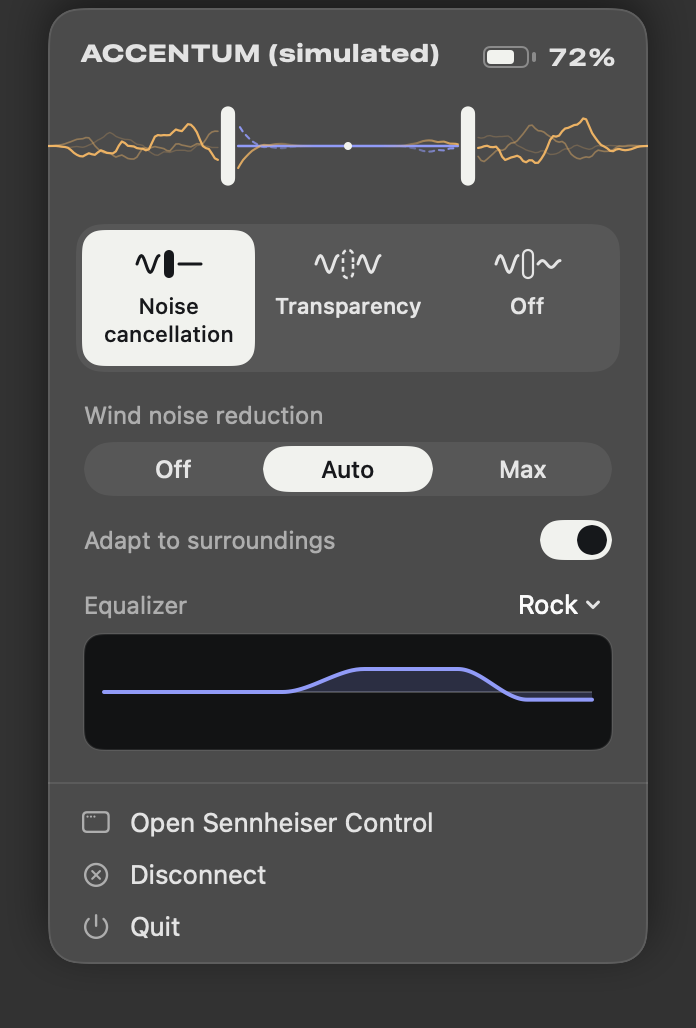 ACCENTUM (simulated) 72%
Noise
cancellation
Transparency
Off
Wind noise reduction
Off Auto Max
Adapt to surroundings
Equalizer Rock
Open Sennheiser Control
Disconnect
Quit